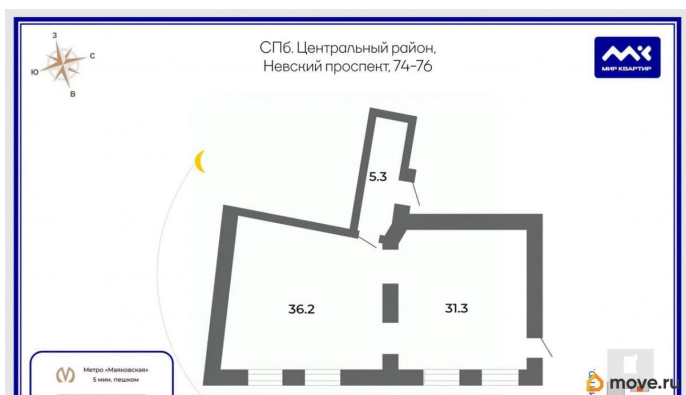 З
С
Ю
В
СПб. Центральный район,
Невский проспект, 74-76
МИР КВАРТИР
5.3
36.2
31.3
Метро «Маяковская»
5 мин. пешком
move.ru